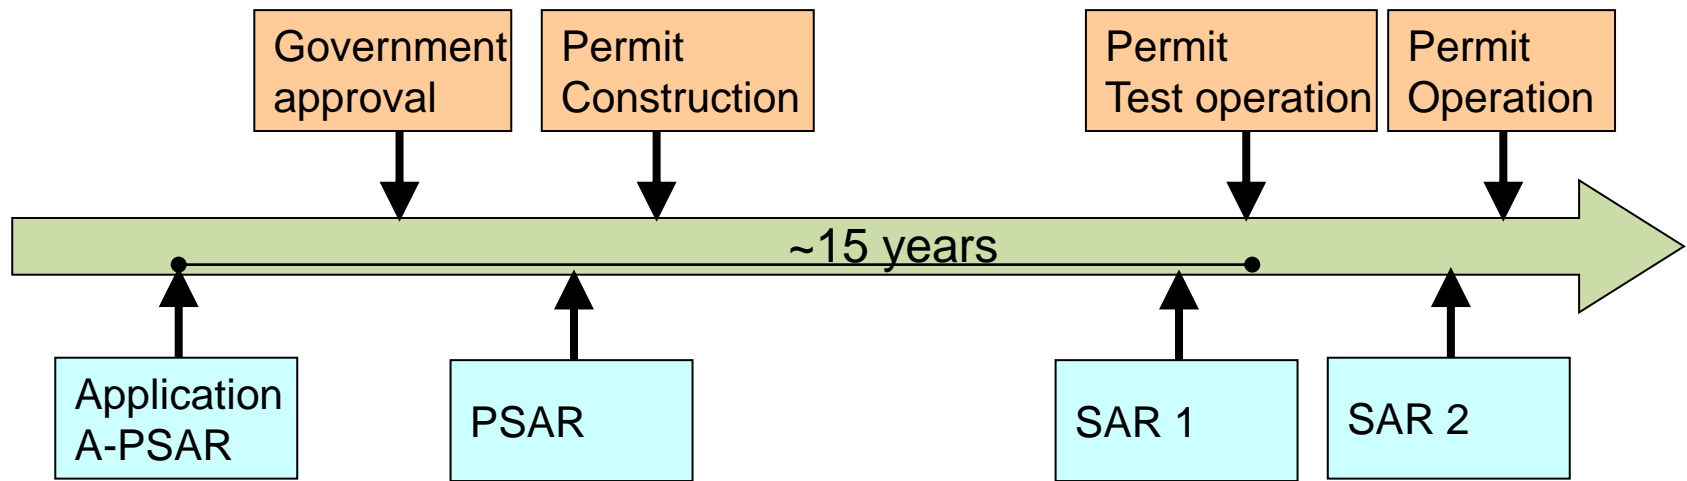 Government
approval
Permit
Construction
Permit
Test operation
Permit
Operation
~15 years
Application
A-PSAR
PSAR
SAR 1
SAR 2